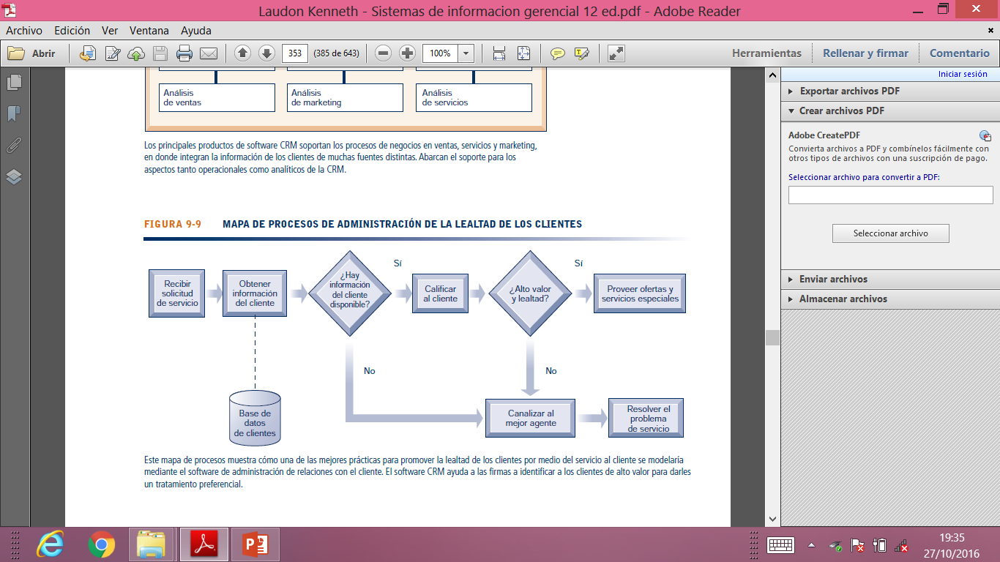 Laudon Kenneth - Sistemas de informacion gerencial 12 ed.pdf - Adobe Reader
Archivo Edición Ver Ventana Ayuda
Abrir
353 (385 de 643)
100%
Herramientas
Rellenar y firmar
Comentario
Iniciar sesión
Exportar archivos PDF
Crear archivos PDF
Adobe CreatePDF
Convierta archivos a PDF y combínelos fácilmente con
otros tipos de archivos con una suscripción de pago.
Seleccionar archivo para convertir a PDF:
Seleccionar archivo
Enviar archivos
Almacenar archivos
Análisis
de ventas
Análisis
de marketing
Análisis
de servicios
Los principales productos de software CRM soportan los procesos de negocios en ventas, servicios y marketing,
en donde integran la información de los clientes de muchas fuentes distintas. Abarcan el soporte para los
aspectos tanto operacionales como analíticos de la CRM.
FIGURA 9-9 MAPA DE PROCESOS DE ADMINISTRACIÓN DE LA LEALTAD DE LOS CLIENTES
Recibir
solicitud
de servicio
Obtener
información
del cliente
¿Hay
información
del cliente
disponible?
Sí
Calificar
al cliente
¿Alto valor
y lealtad?
Sí
Proveer ofertas y
servicios especiales
No
No
Base de
datos
de clientes
Canalizar al
mejor agente
Resolver el
problema
de servicio
Este mapa de procesos muestra cómo una de las mejores prácticas para promover la lealtad de los clientes por medio del servicio al cliente se modelaría
mediante el software de administración de relaciones con el cliente. El software CRM ayuda a las firmas a identificar a los clientes de alto valor para darles
un tratamiento preferencial.
19:35
27/10/2016